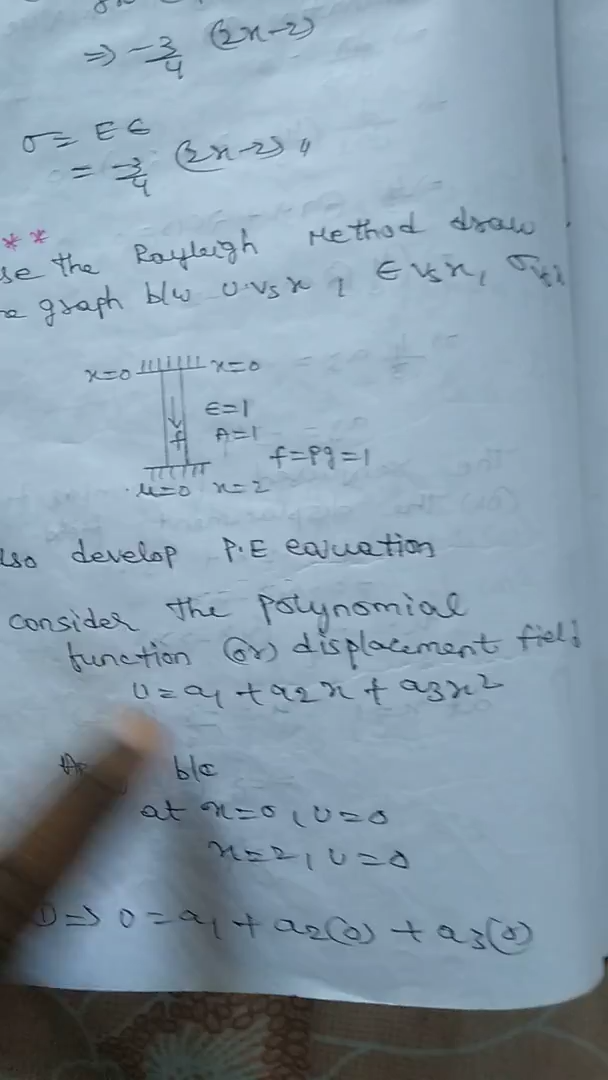 ⇒ -3/4 (2x-2)
σ = E ϵ
= -3/4 (2x-2) //
** 
se the Rayleigh Method draw
graph b/w U vs x , ϵ vs x, σ vs x
x=0 x=0
E=1
f A=1
f=ρg=1
u=0 x=2
lso develop P.E equation
consider the polynomial
function (or) displacement field
U = a1 + a2x + a3x²
b/c
at x=0, U=0
x=2, U=0
① ⇒ 0 = a1 + a2(0) + a3(0)